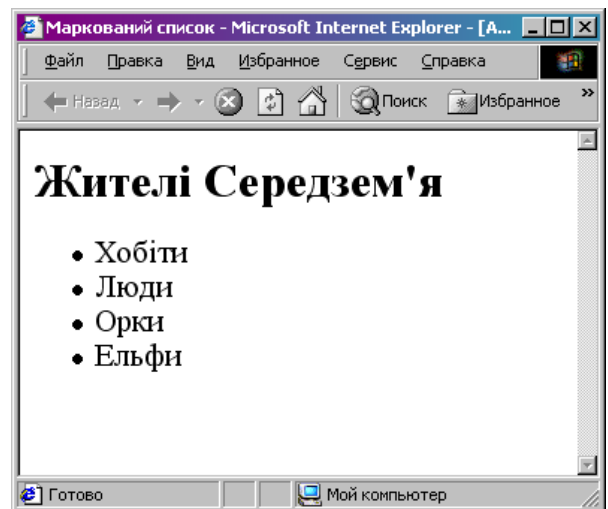 Маркований список - Microsoft Internet Explorer - [A...
Файл Правка Вид Избранное Сервис Справка
Назад Поиск Избранное »
Жителі Середзем'я
• Хобіти
• Люди
• Орки
• Ельфи
Готово Мой компьютер